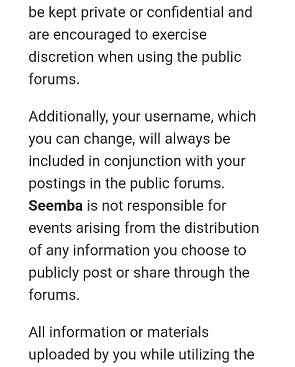 be kept private or confidential and
are encouraged to exercise
discretion when using the public
forums.
Additionally, your username, which
you can change, will always be
included in conjunction with your
postings in the public forums.
Seemba is not responsible for
events arising from the distribution
of any information you choose to
publicly post or share through the
forums.
All information or materials
uploaded by you while utilizing the